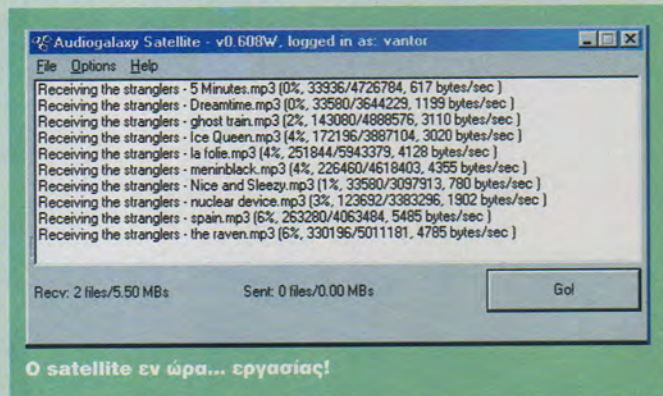 Audiogalaxy Satellite - v0.608W, logged in as: vantor
File Options Help
Receiving the stranglers - 5 Minutes.mp3 (0%, 33936/4726784, 617 bytes/sec )
Receiving the stranglers - Dreamtime.mp3 (0%, 33580/3644229, 1199 bytes/sec )
Receiving the stranglers - ghost train.mp3 (2%, 143080/4888576, 3110 bytes/sec )
Receiving the stranglers - Ice Queen.mp3 (4%, 172196/3887104, 3020 bytes/sec )
Receiving the stranglers - la folie.mp3 (4%, 251844/5943379, 4128 bytes/sec )
Receiving the stranglers - meninblack.mp3 (4%, 226460/4618403, 4355 bytes/sec )
Receiving the stranglers - Nice and Sleezy.mp3 (1%, 33580/3097913, 780 bytes/sec )
Receiving the stranglers - nuclear device.mp3 (3%, 123692/3383296, 1902 bytes/sec )
Receiving the stranglers - spain.mp3 (6%, 263280/4063484, 5485 bytes/sec )
Receiving the stranglers - the raven.mp3 (6%, 330196/5011181, 4785 bytes/sec )
Recv: 2 files/5.50 MBs Sent: 0 files/0.00 MBs Go!
Ο satellite εν ώρα... εργασίας!